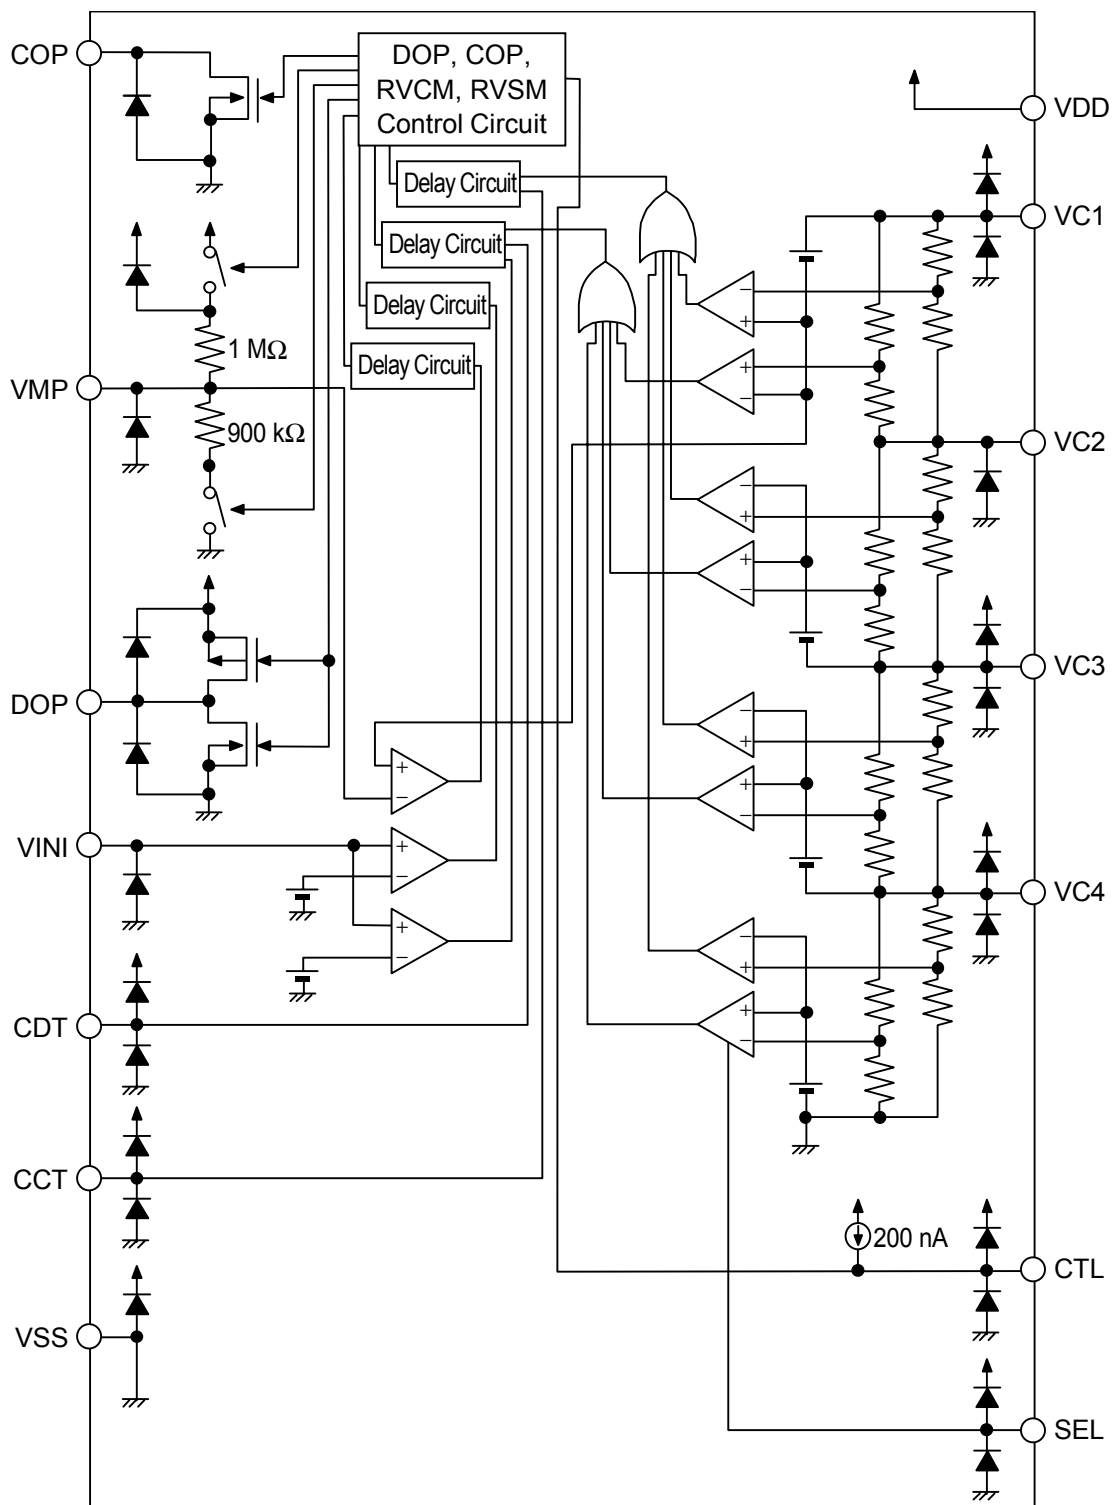 COP
DOP, COP,
RVCM, RVSM
Control Circuit
VDD
Delay Circuit
VC1
Delay Circuit
Delay Circuit
1 MΩ
Delay Circuit
VMP
900 kΩ
VC2
VC3
DOP
VINI
VC4
CDT
CCT
200 nA
CTL
VSS
SEL
−
+
+
−
−
+
+
−
−
+
+
−
+
−
+
−
+
−
−
+
+
−